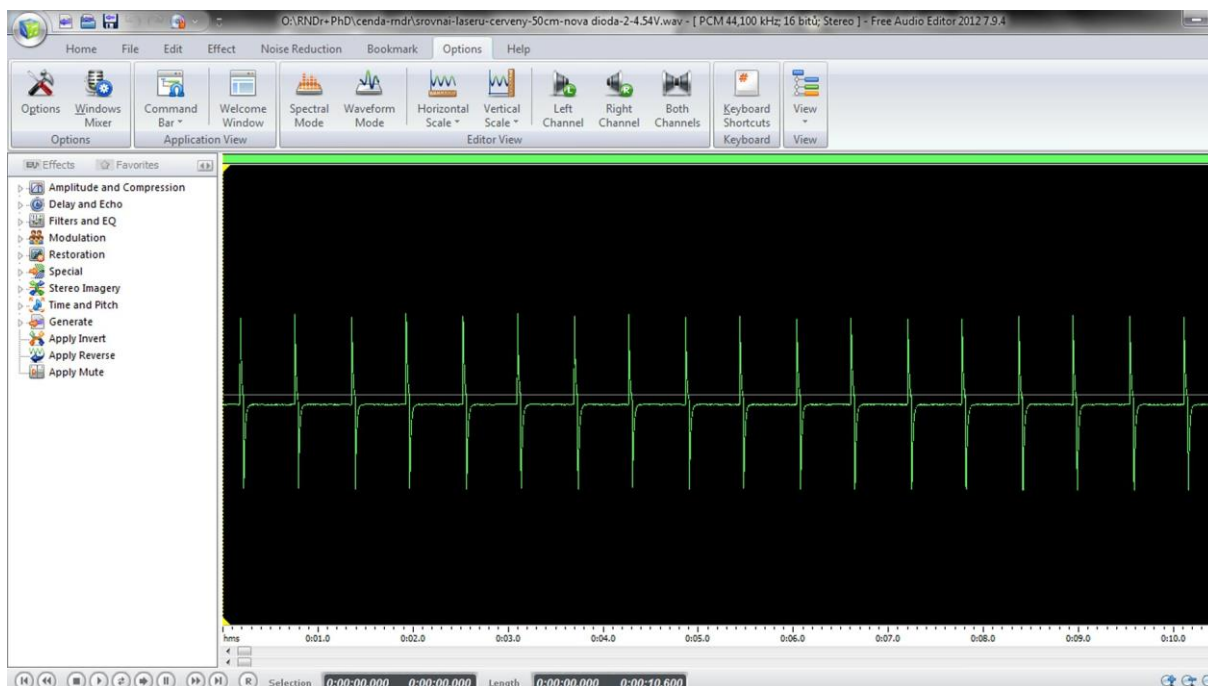 O:\RNDr+PhD\cenda-rndr\srovnai-laseru-cerveny-50cm-nova dioda-2-4.54V.wav - [ PCM 44,100 kHz; 16 bitů; Stereo ] - Free Audio Editor 2012 7.9.4
Home File Edit Effect Noise Reduction Bookmark Options Help
Options Windows Mixer Command Bar Welcome Window Spectral Mode Waveform Mode Horizontal Scale Vertical Scale Left Channel Right Channel Both Channels Keyboard Shortcuts View
Options Application View Editor View Keyboard View
Effects Favorites
Amplitude and Compression
Delay and Echo
Filters and EQ
Modulation
Restoration
Special
Stereo Imagery
Time and Pitch
Generate
Apply Invert
Apply Reverse
Apply Mute
hms 0:01.0 0:02.0 0:03.0 0:04.0 0:05.0 0:06.0 0:07.0 0:08.0 0:09.0 0:10.0
R Selection 0:00:00.000 0:00:00.000 Length 0:00:00.000 0:00:10.600